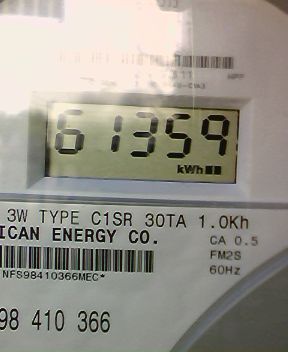 61359
kWh
3W TYPE C1SR 30TA 1.0Kh
ICAN ENERGY CO.
CA 0.5
FM2S
NFS98410366MEC*
60Hz
98 410 366